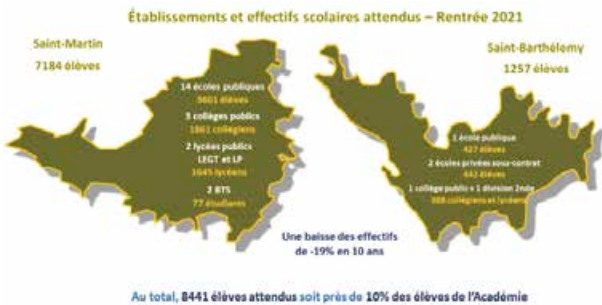 Établissements et effectifs scolaires attendus – Rentrée 2021
Saint-Martin
7184 élèves
14 écoles publiques
3601 élèves
3 collèges publics
1861 collégiens
2 lycées publics
LEGT et LP
1645 lycéens
2 BTS
77 étudiants
Saint-Barthélemy
1257 élèves
1 école publique
427 élèves
2 écoles privées sous-contrat
442 élèves
1 collège public + 1 division 2nde
388 collégiens et lycéens
Une baisse des effectifs
de -19% en 10 ans
Au total, 8441 élèves attendus soit près de 10% des élèves de l'Académie